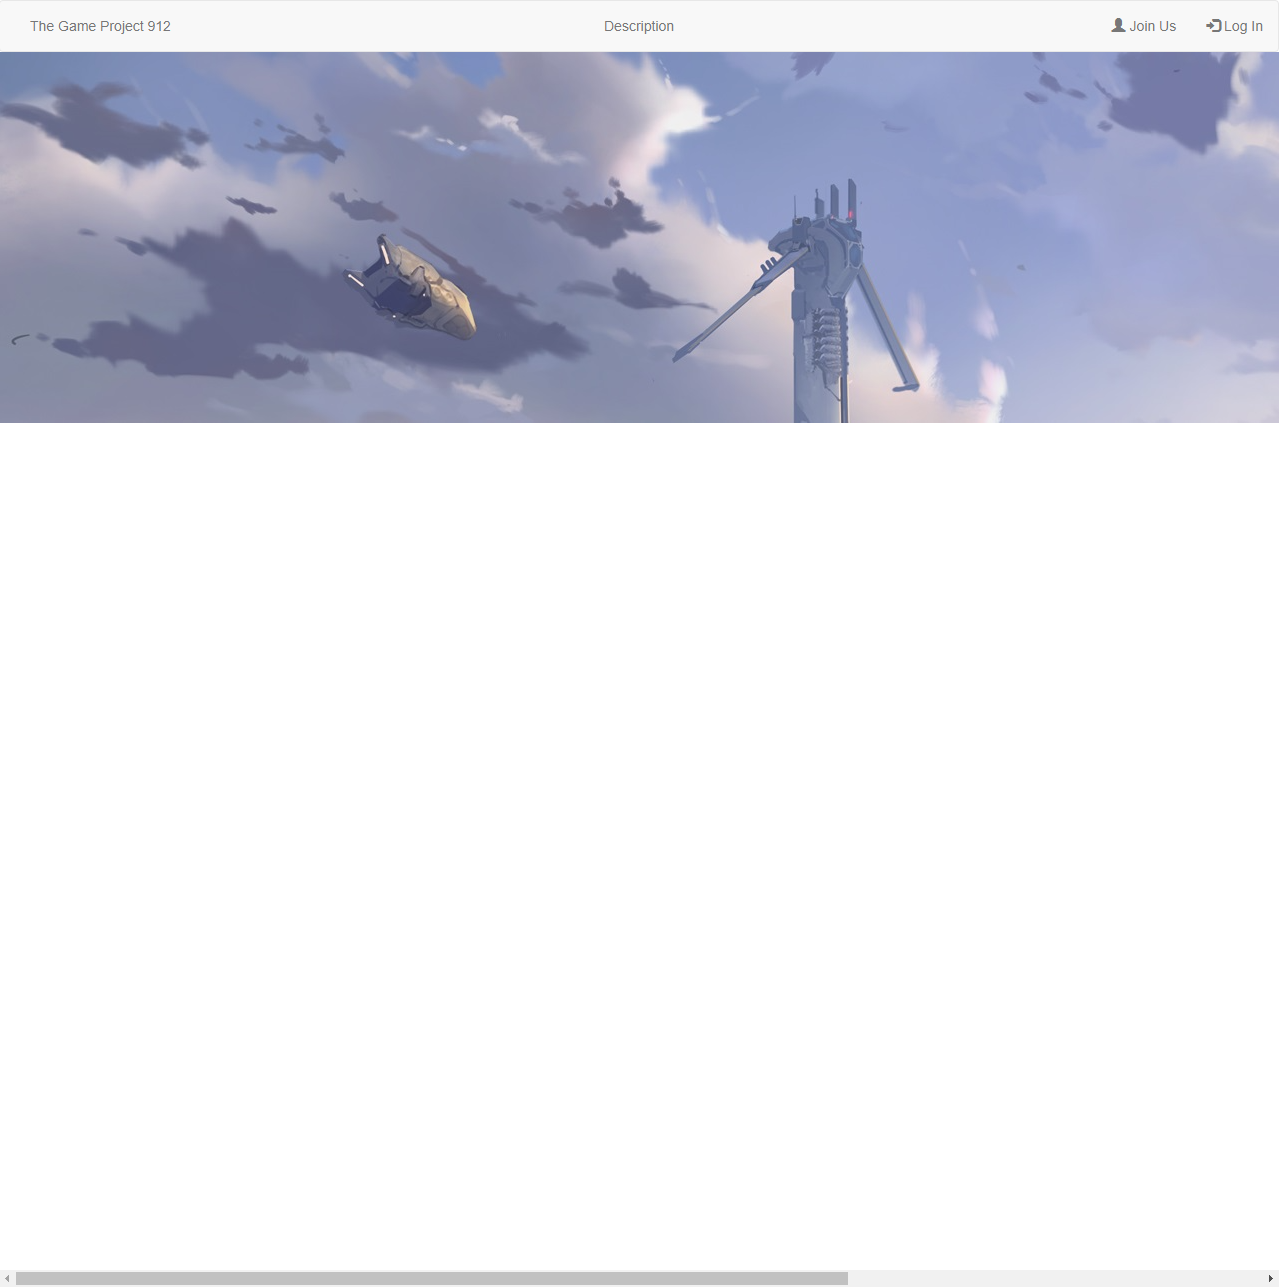 The Game Project 912
Description
Join Us
Log In